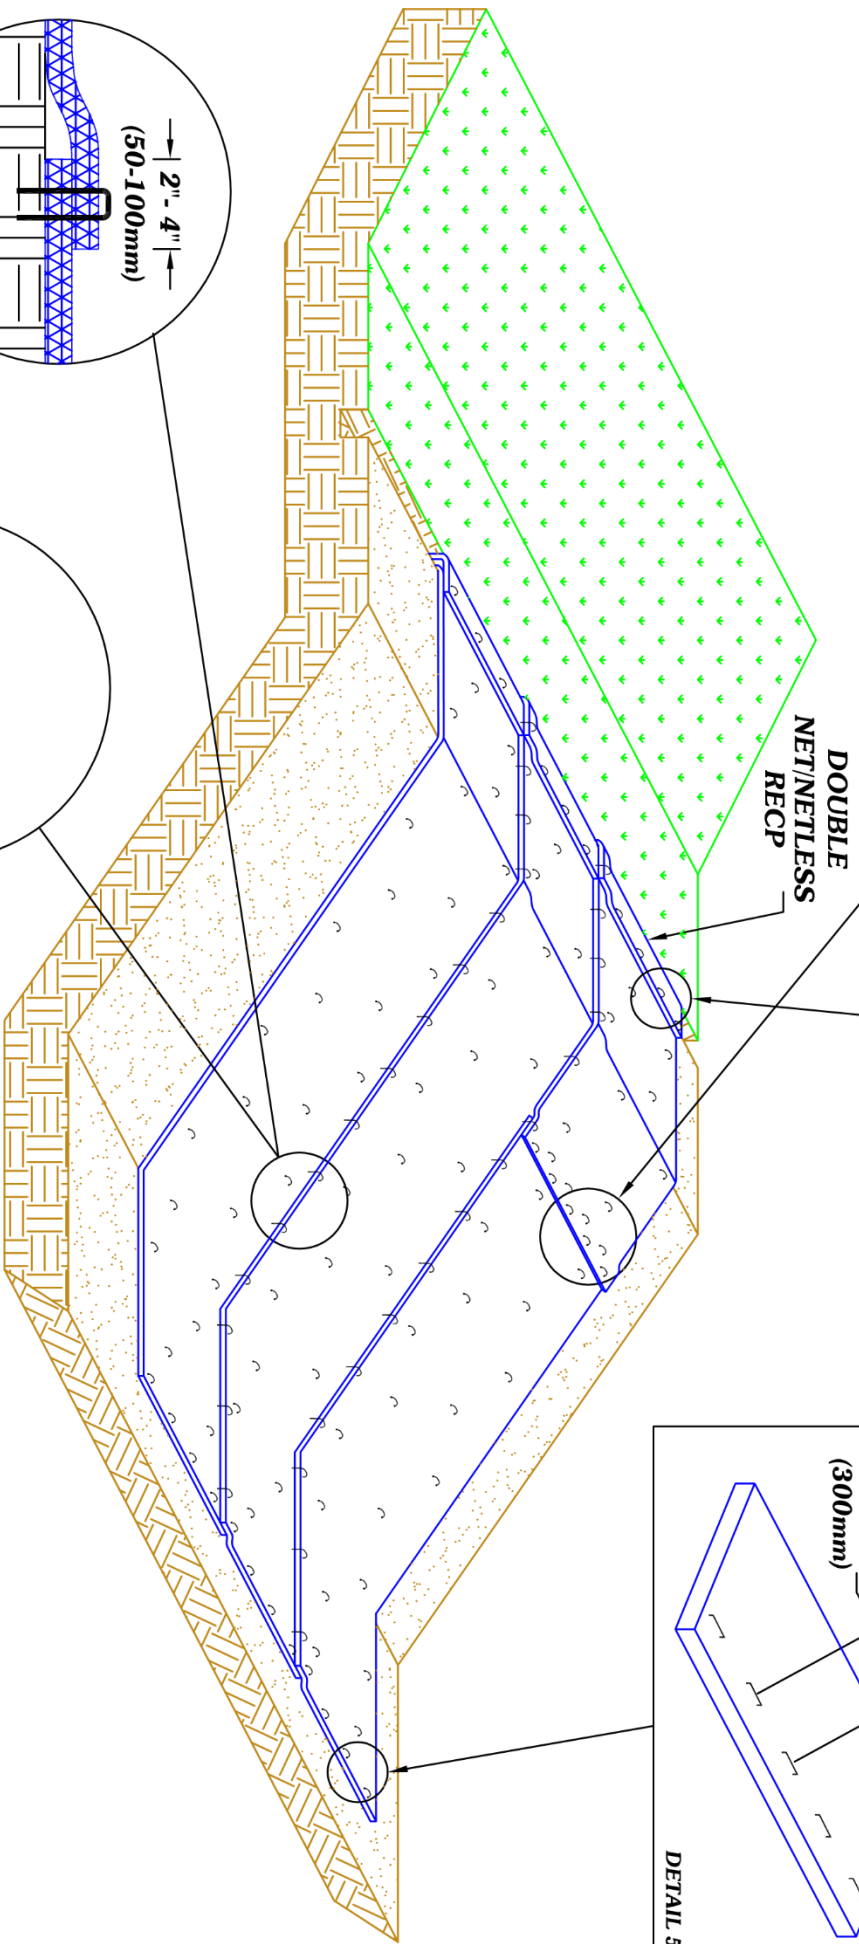 2"- 4"
(50-100mm)
DOUBLE
NET/NETLESS
RECP
(300mm)
DETAIL 5